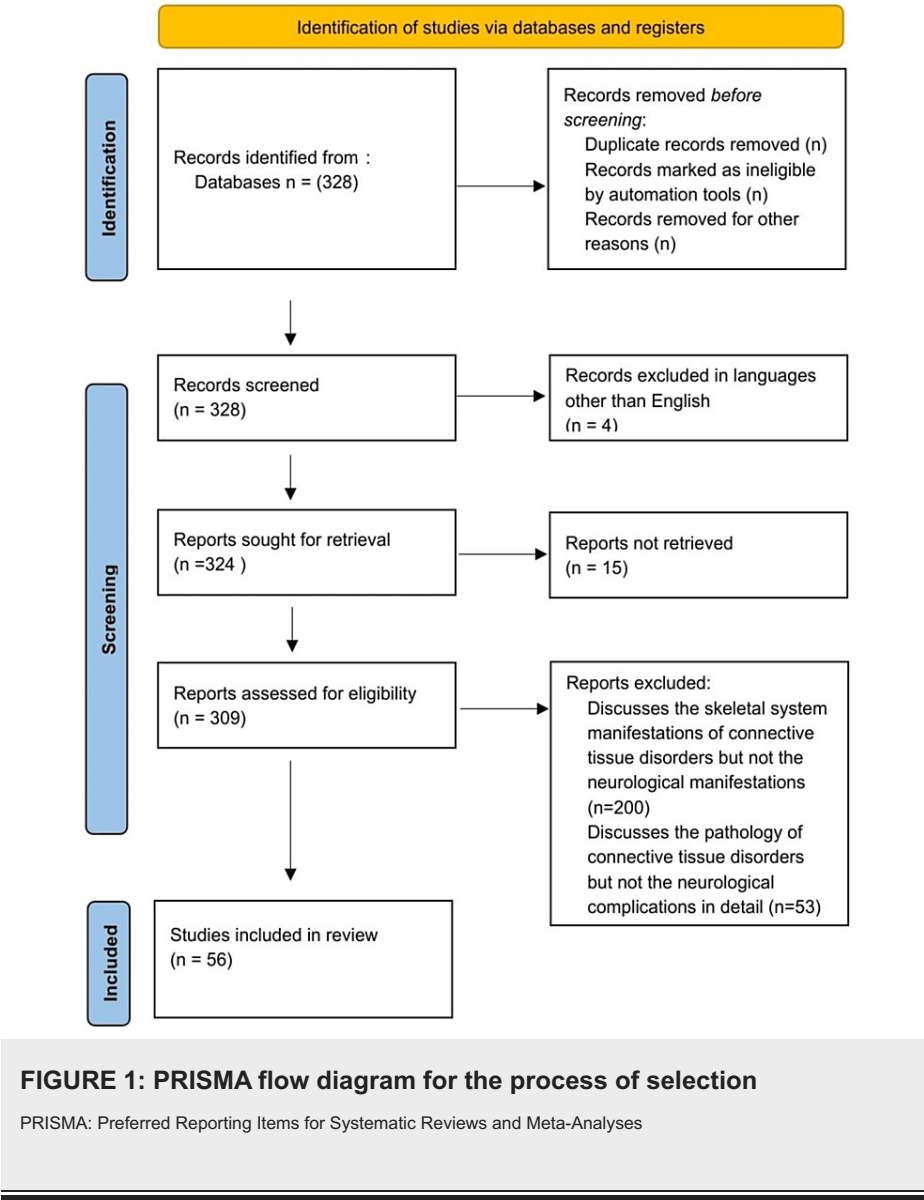 Identification of studies via databases and registers
Identification
Records identified from :
Databases n = (328)
Records removed before
screening:
Duplicate records removed (n)
Records marked as ineligible
by automation tools (n)
Records removed for other
reasons (n)
Screening
Records screened
(n = 328)
Records excluded in languages
other than English
(n = 4)
Reports sought for retrieval
(n =324 )
Reports not retrieved
(n = 15)
Reports assessed for eligibility
(n = 309)
Reports excluded:
Discusses the skeletal system
manifestations of connective
tissue disorders but not the
neurological manifestations
(n=200)
Discusses the pathology of
connective tissue disorders
but not the neurological
complications in detail (n=53)
Included
Studies included in review
(n = 56)
FIGURE 1: PRISMA flow diagram for the process of selection
PRISMA: Preferred Reporting Items for Systematic Reviews and Meta-Analyses